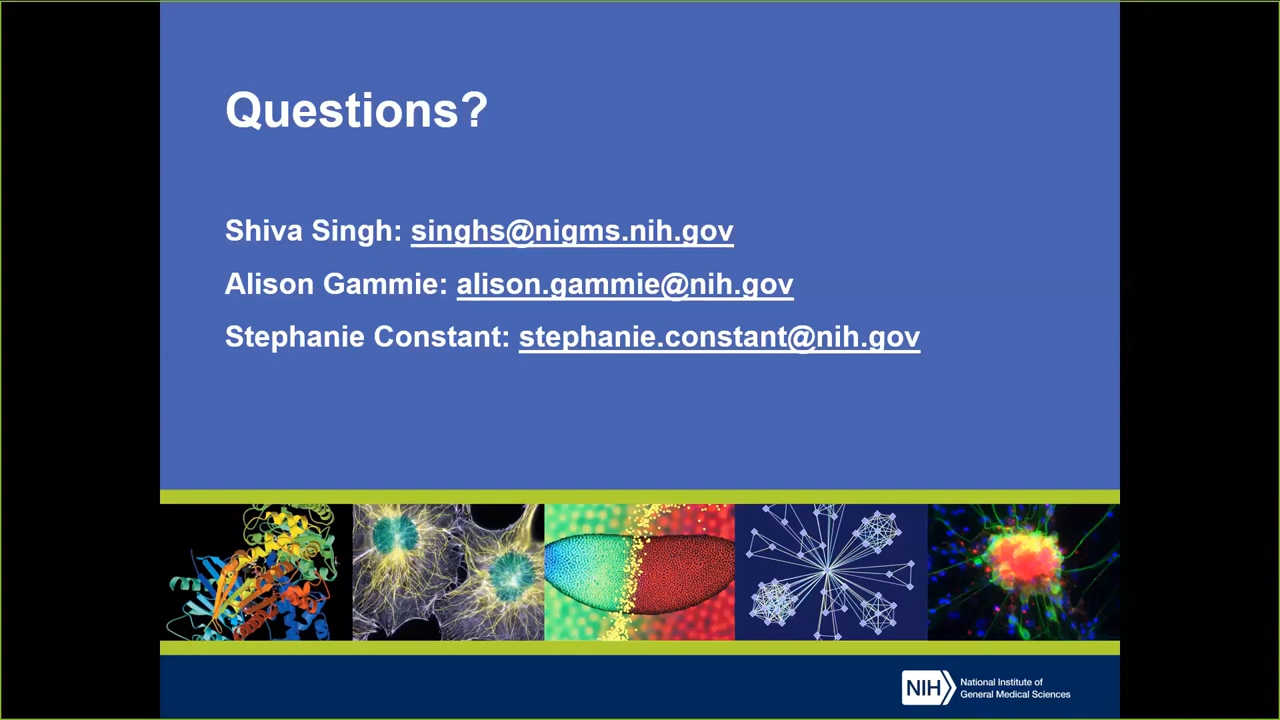 Questions?
Shiva Singh: singhs@nigms.nih.gov
Alison Gammie: alison.gammie@nih.gov
Stephanie Constant: stephanie.constant@nih.gov
NIH
National Institute of
General Medical Sciences